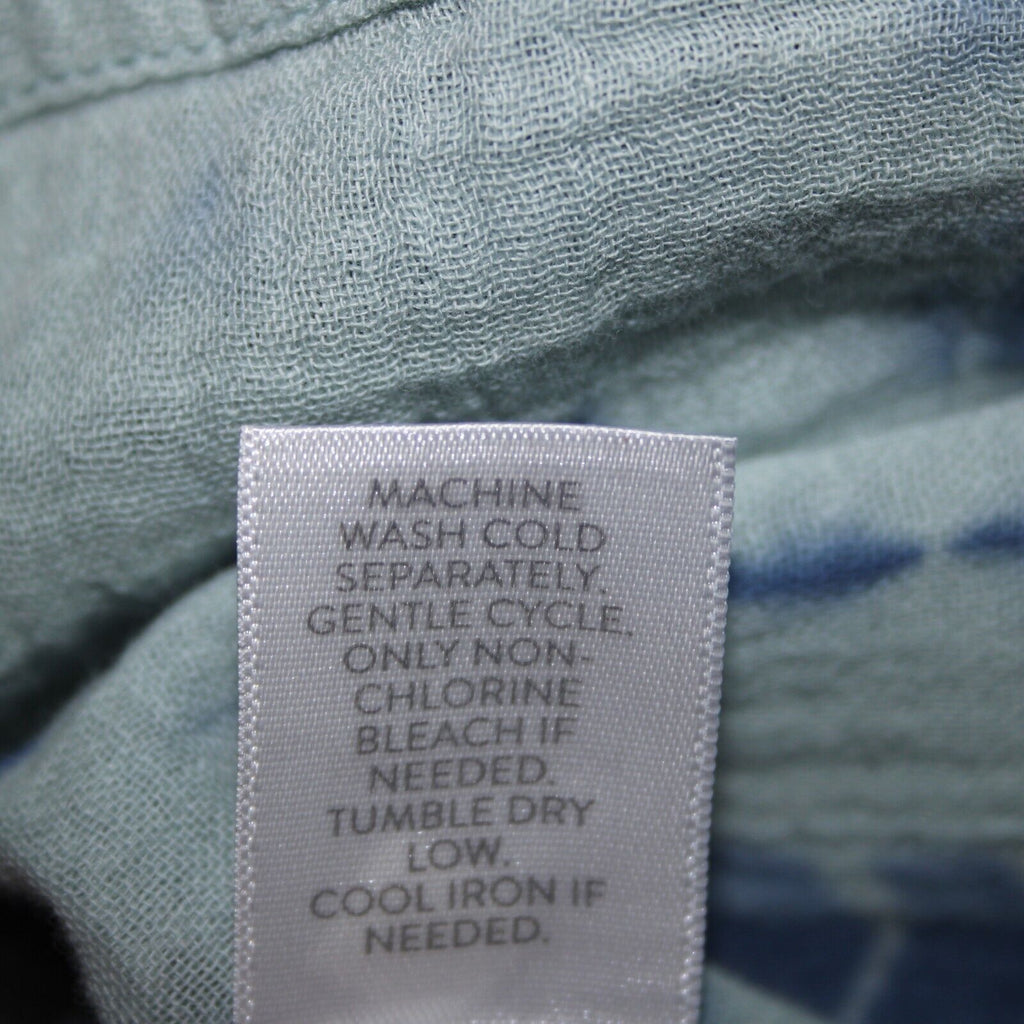 MACHINE
WASH COLD
SEPARATELY.
GENTLE CYCLE.
ONLY NON-
CHLORINE
BLEACH IF
NEEDED.
TUMBLE DRY
LOW.
COOL IRON IF
NEEDED.